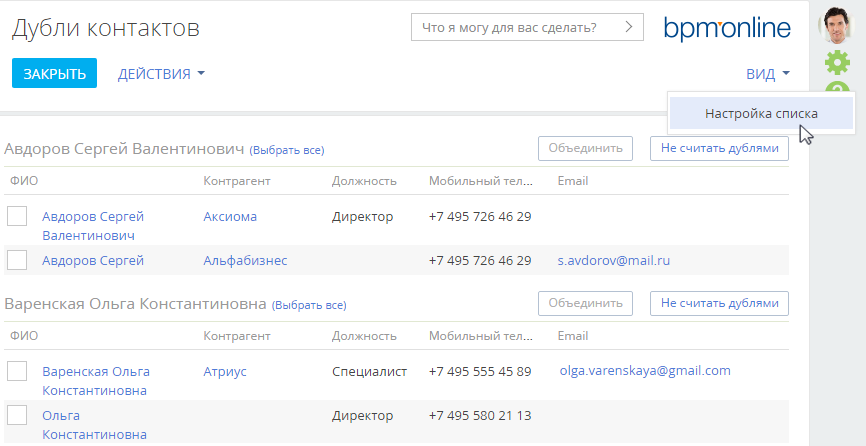 Дубли контактов
Что я могу для вас сделать?
bpmonline
ЗАКРЫТЬ
ДЕЙСТВИЯ
ВИД
Настройка списка
Авдоров Сергей Валентинович (Выбрать все)
Объединить
Не считать дублями
ФИО Контрагент Должность Мобильный тел... Email
Авдоров Сергей Аксиома Директор +7 495 726 46 29
Валентинович
Авдоров Сергей Альфабизнес +7 495 726 46 29 s.avdorov@mail.ru
Варенская Ольга Константиновна (Выбрать все)
Объединить
Не считать дублями
ФИО Контрагент Должность Мобильный тел... Email
Варенская Ольга Атриус Специалист +7 495 555 45 89 olga.varenskaya@gmail.com
Константиновна
Ольга Директор +7 495 580 21 13
Константиновна